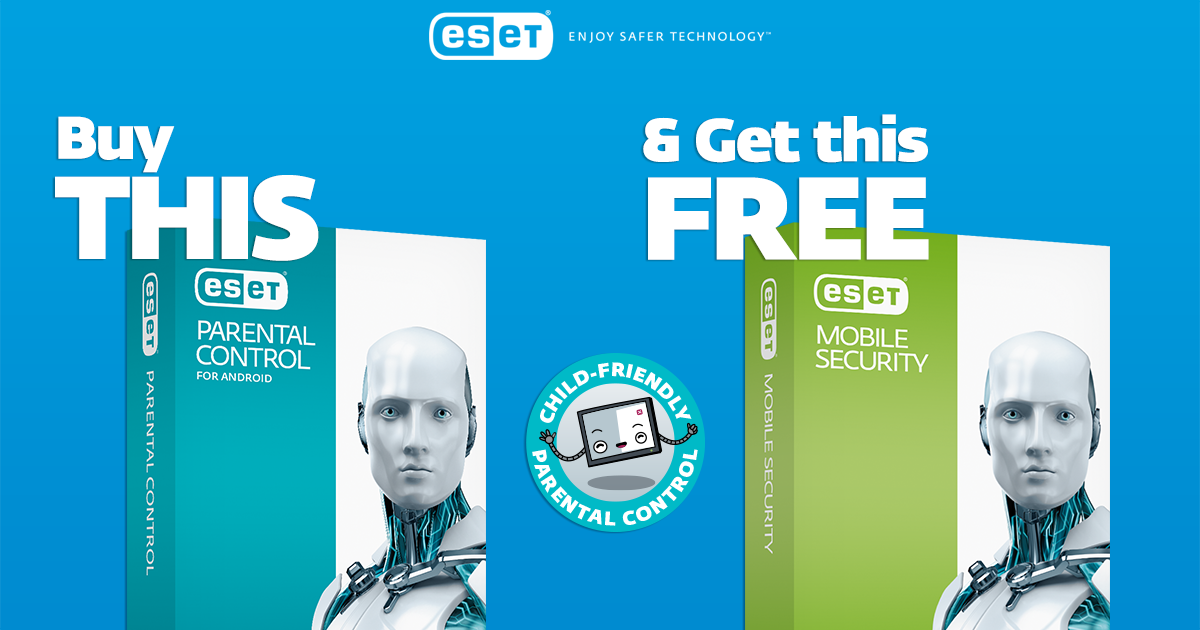 eset® ENJOY SAFER TECHNOLOGY™
Buy
THIS
& Get this
FREE
eset
PARENTAL CONTROL
eset®
PARENTAL
CONTROL
FOR ANDROID
CHILD-FRIENDLY
PARENTAL CONTROL
eset
MOBILE SECURITY
eset®
MOBILE
SECURITY